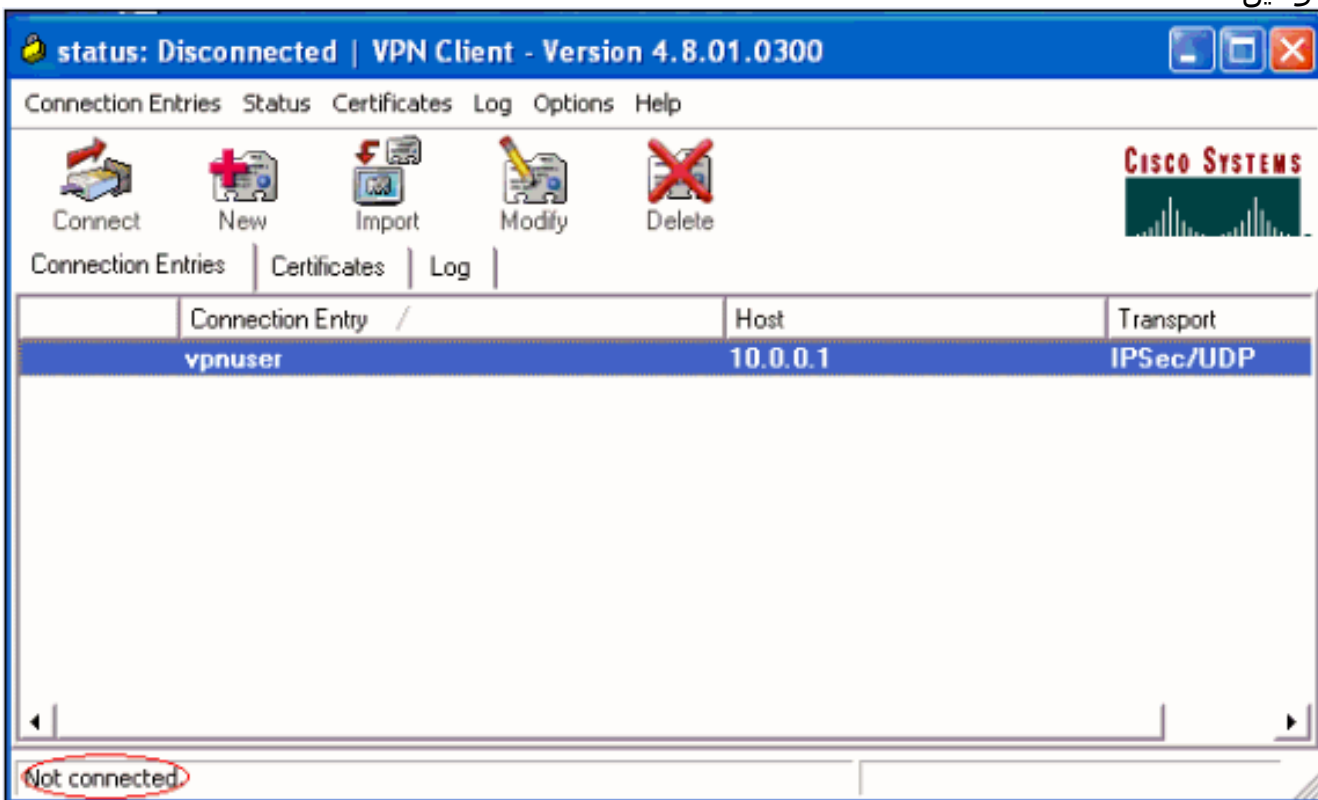 status: Disconnected | VPN Client - Version 4.8.01.0300
Connection Entries Status Certificates Log Options Help
Connect New Import Modify Delete
CISCO SYSTEMS
Connection Entries Certificates Log
Connection Entry Host Transport
vpnuser 10.0.0.1 IPSec/UDP
Not connected.